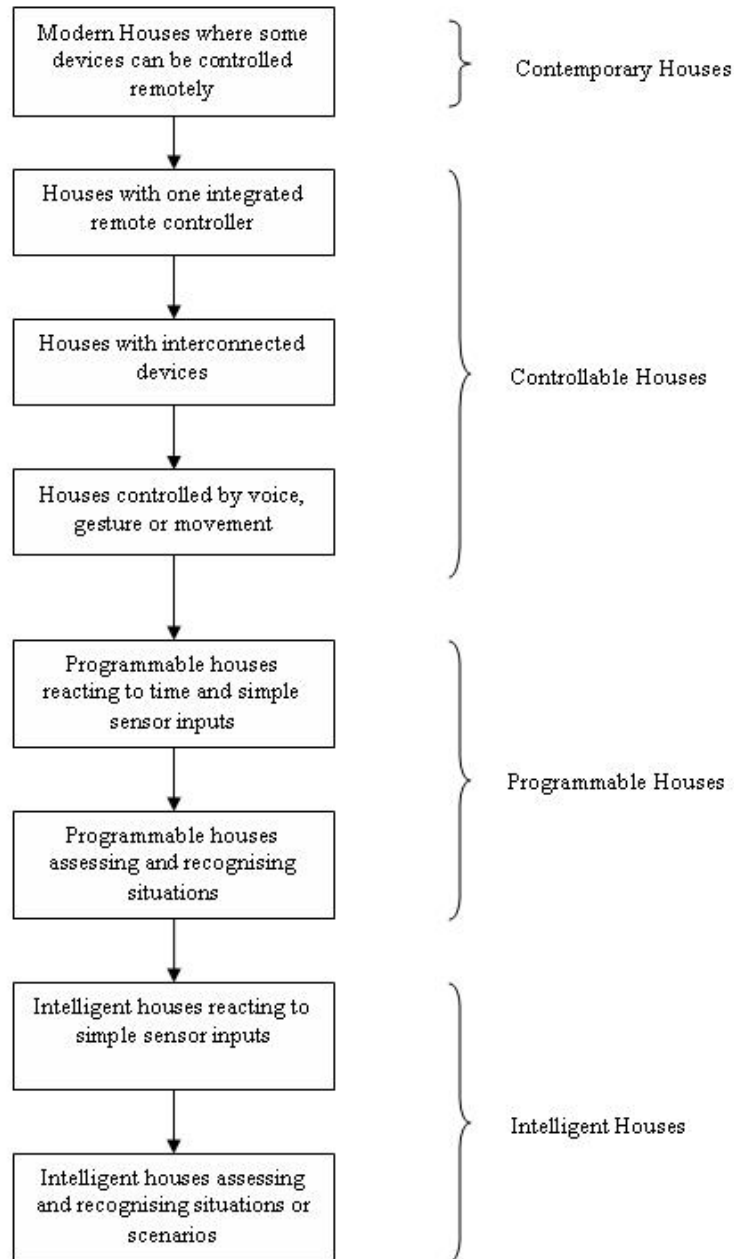 Modern Houses where some
devices can be controlled
remotely
Contemporary Houses
Houses with one integrated
remote controller
Houses with interconnected
devices
Controllable Houses
Houses controlled by voice,
gesture or movement
Programmable houses
reacting to time and simple
sensor inputs
Programmable Houses
Programmable houses
assessing and recognising
situations
Intelligent houses reacting to
simple sensor inputs
Intelligent Houses
Intelligent houses assessing
and recognising situations or
scenarios